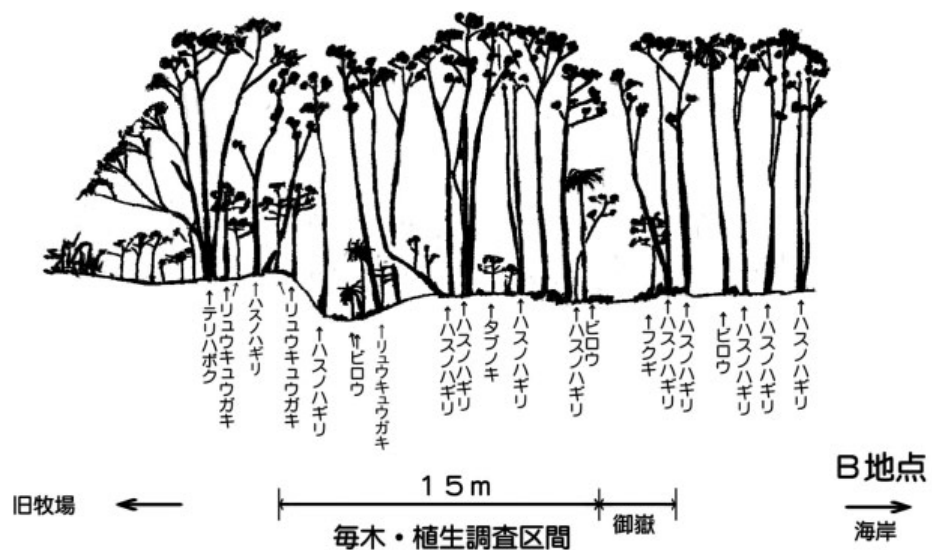 ↑テリハボク
↑リュウキュウガキ
↑ハスノハギリ
↑リュウキュウガキ
↑ハスノハギリ
↑ビロウ
↑リュウキュウガキ
↑ハスノハギリ
↑ハスノハギリ
↑タブノキ
↑ハスノハギリ
↑ハスノハギリ
↑ビロウ
↑フクギ
↑ハスノハギリ
↑ハスノハギリ
↑ビロウ
↑ハスノハギリ
↑ハスノハギリ
↑ハスノハギリ
B地点
15m
旧牧場 ←
御嶽
→
海岸
毎木・植生調査区間